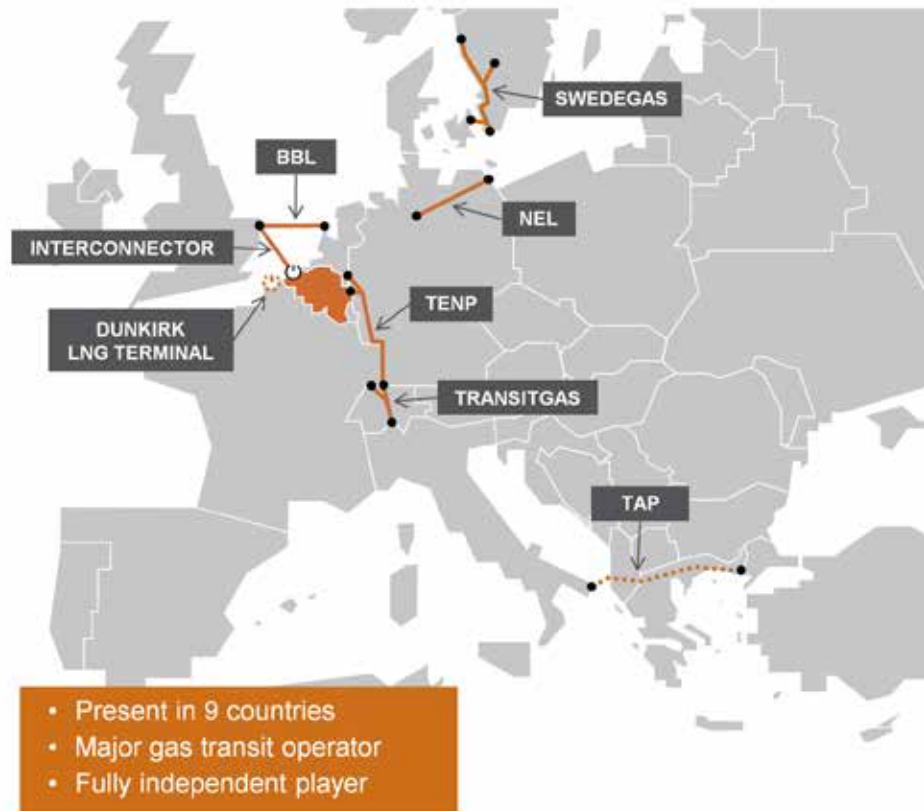 SWEDEGAS
BBL
NEL
INTERCONNECTOR
TENP
DUNKIRK
LNG TERMINAL
TRANSITGAS
TAP
• Present in 9 countries
• Major gas transit operator
• Fully independent player